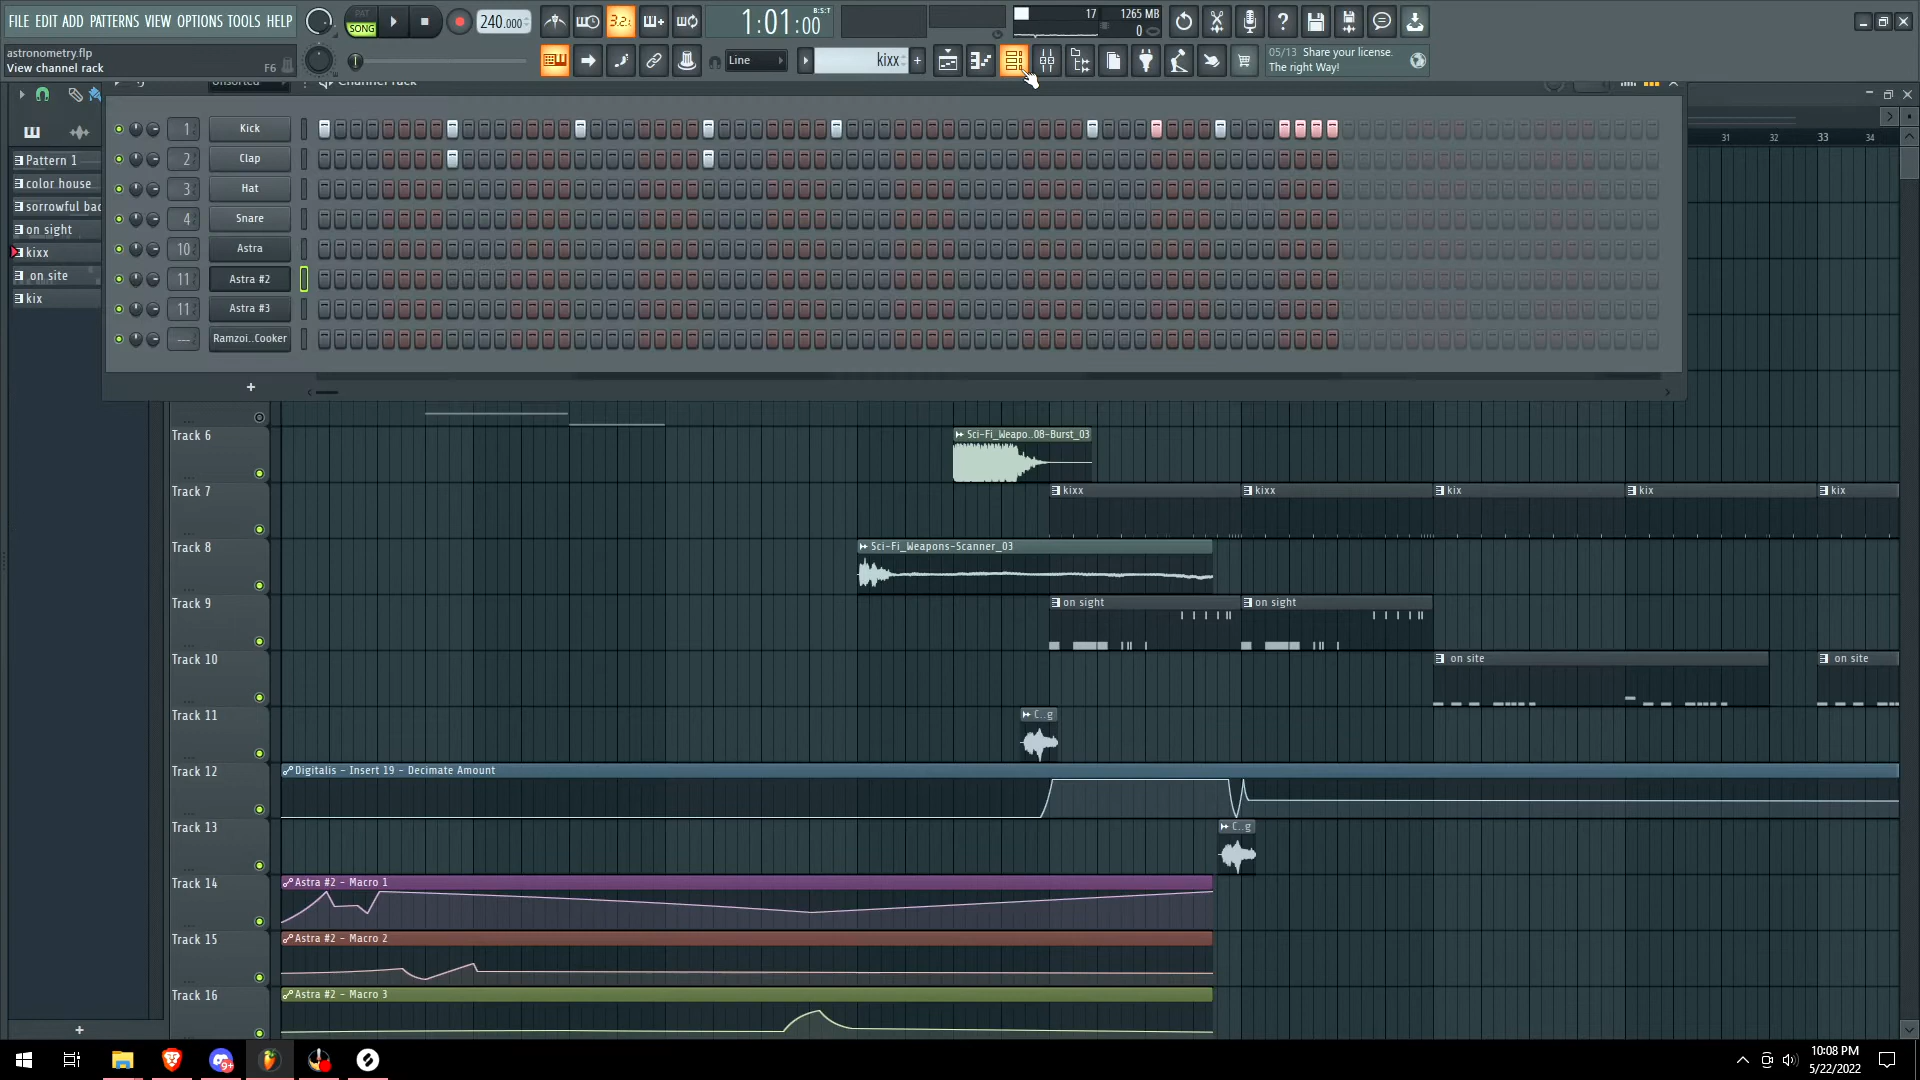 FILE EDIT ADD PATTERNS VIEW OPTIONS TOOLS HELP
PAT
SONG
240.000
3.2.
1:01:00
B:S:T
17
1265 MB
0
astronometry.flp
View channel rack
F6
Line
kixx
+
05/13 Share your license.
The right Way!
Unsorted
Channel rack
1 Kick
2 Clap
3 Hat
4 Snare
10 Astra
11 Astra #2
11 Astra #3
--- Ramzoi..Cooker
+
Pattern 1
color house
sorrowful bac
on sight
kixx
on site
kix
31 32 33 34
Track 6
Sci-Fi_Weapo..08-Burst_03
Track 7
kixx
kixx
kix
kix
kix
Track 8
Sci-Fi_Weapons-Scanner_03
Track 9
on sight
on sight
Track 10
on site
on site
Track 11
C..g
Track 12
Digitalis - Insert 19 - Decimate Amount
Track 13
C..g
Track 14
Astra #2 - Macro 1
Track 15
Astra #2 - Macro 2
Track 16
Astra #2 - Macro 3
+
9+
10:08 PM
5/22/2022